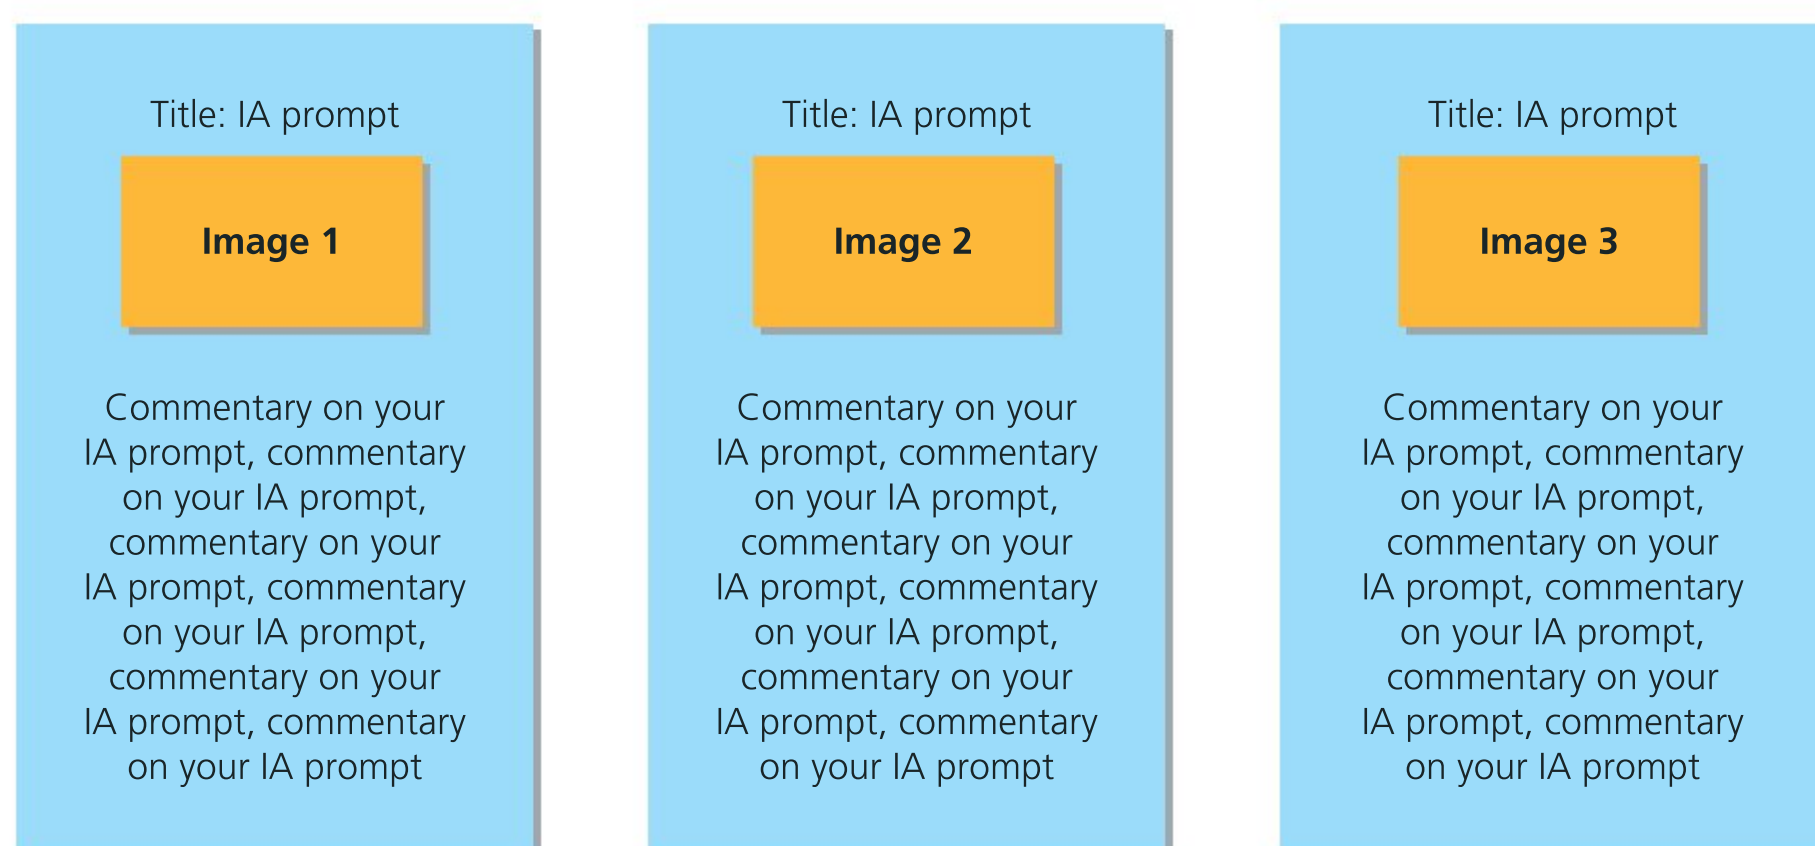 Title: IA prompt
Image 1
Commentary on your
IA prompt, commentary
on your IA prompt,
commentary on your
IA prompt, commentary
on your IA prompt,
commentary on your
IA prompt, commentary
on your IA prompt
Title: IA prompt
Image 2
Commentary on your
IA prompt, commentary
on your IA prompt,
commentary on your
IA prompt, commentary
on your IA prompt,
commentary on your
IA prompt, commentary
on your IA prompt
Title: IA prompt
Image 3
Commentary on your
IA prompt, commentary
on your IA prompt,
commentary on your
IA prompt, commentary
on your IA prompt,
commentary on your
IA prompt, commentary
on your IA prompt